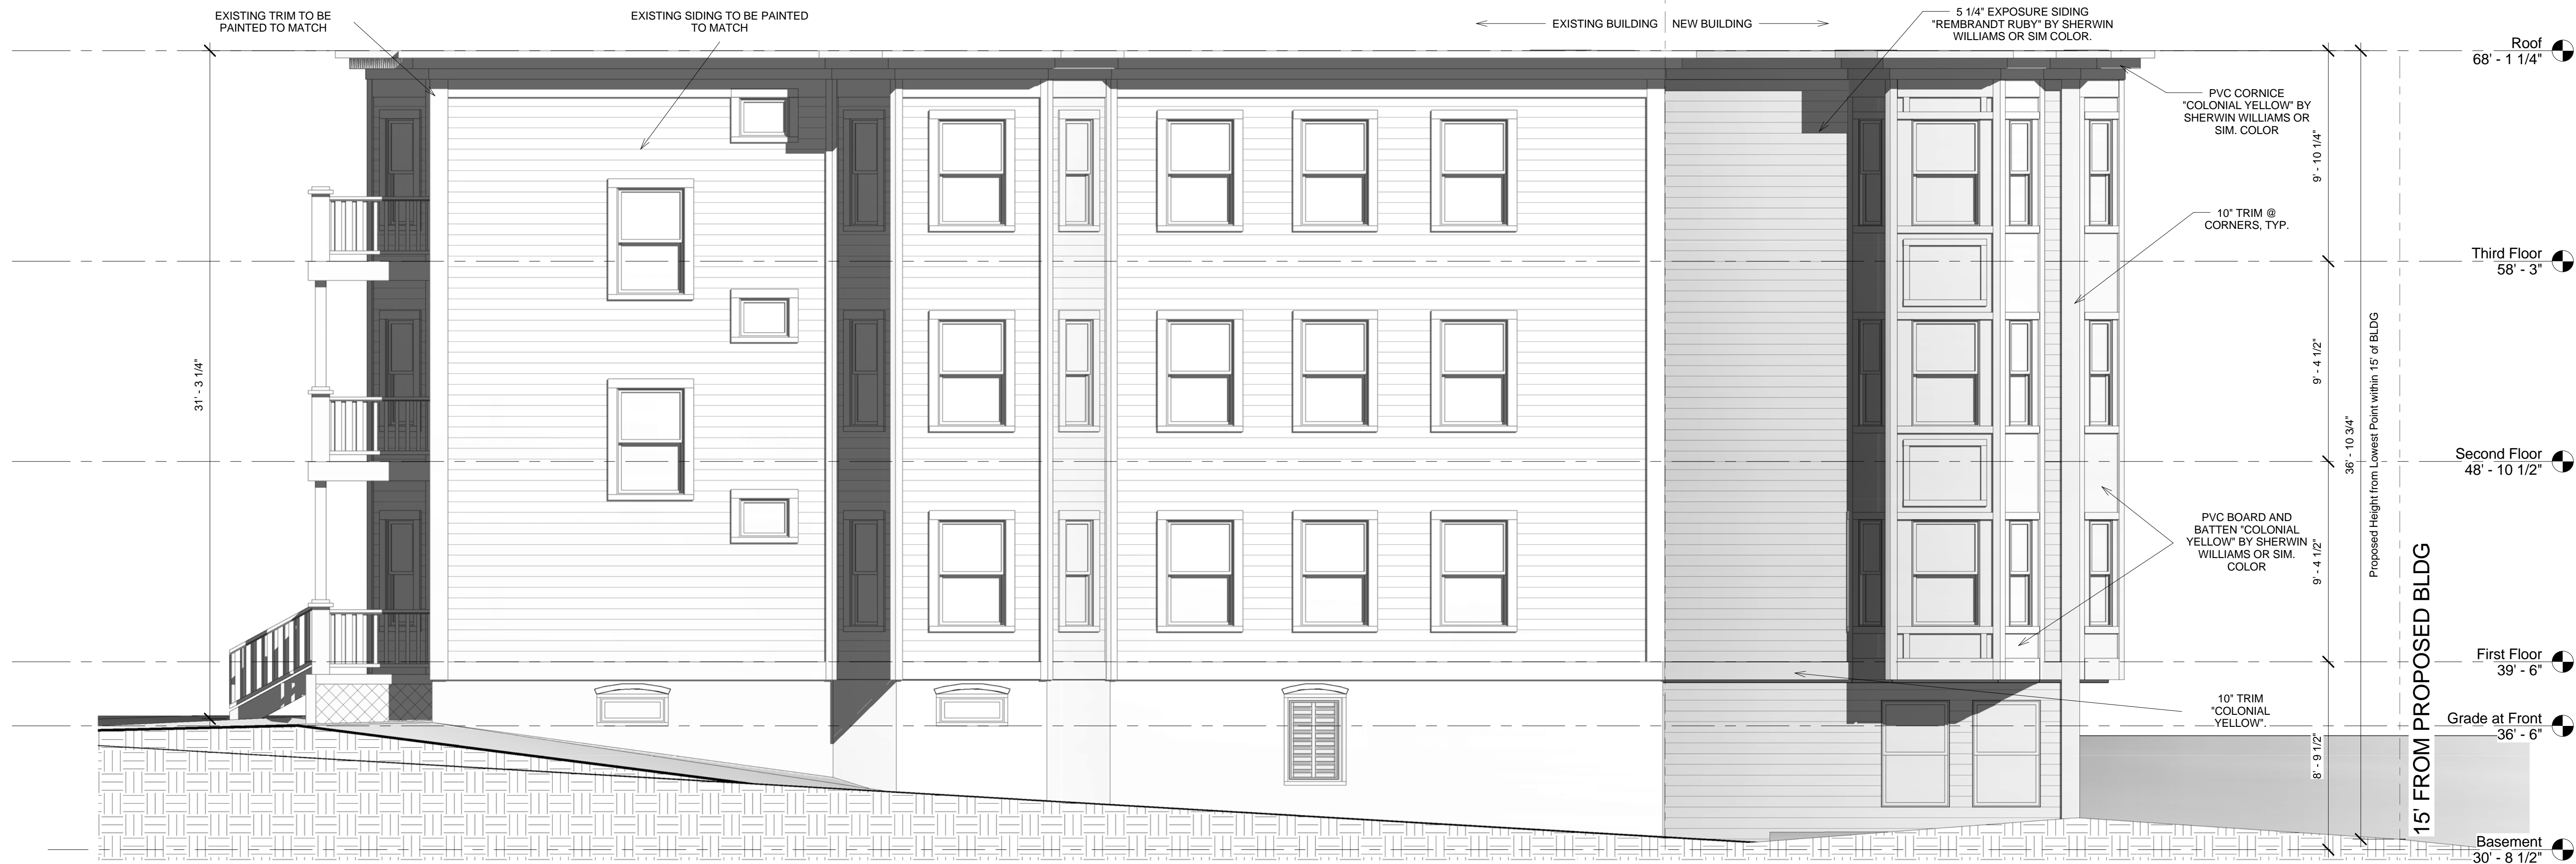 EXISTING TRIM TO BE
PAINTED TO MATCH
EXISTING SIDING TO BE PAINTED
TO MATCH
EXISTING BUILDING
NEW BUILDING
5 1/4" EXPOSURE SIDING
"REMBRANDT RUBY" BY SHERWIN
WILLIAMS OR SIM COLOR.
Roof
68' - 1 1/4"
PVC CORNICE
"COLONIAL YELLOW" BY
SHERWIN WILLIAMS OR
SIM. COLOR
9' - 10 1/4"
10" TRIM @
CORNERS, TYP.
Third Floor
58' - 3"
31' - 3 1/4"
9' - 4 1/2"
36' - 10 3/4"
Proposed Height from Lowest Point within 15' of BLDG
Second Floor
48' - 10 1/2"
PVC BOARD AND
BATTEN "COLONIAL
YELLOW" BY SHERWIN
WILLIAMS OR SIM.
COLOR
9' - 4 1/2"
15' FROM PROPOSED BLDG
First Floor
39' - 6"
10" TRIM
"COLONIAL
YELLOW".
Grade at Front
36' - 6"
8' - 9 1/2"
Basement
30' - 8 1/2"